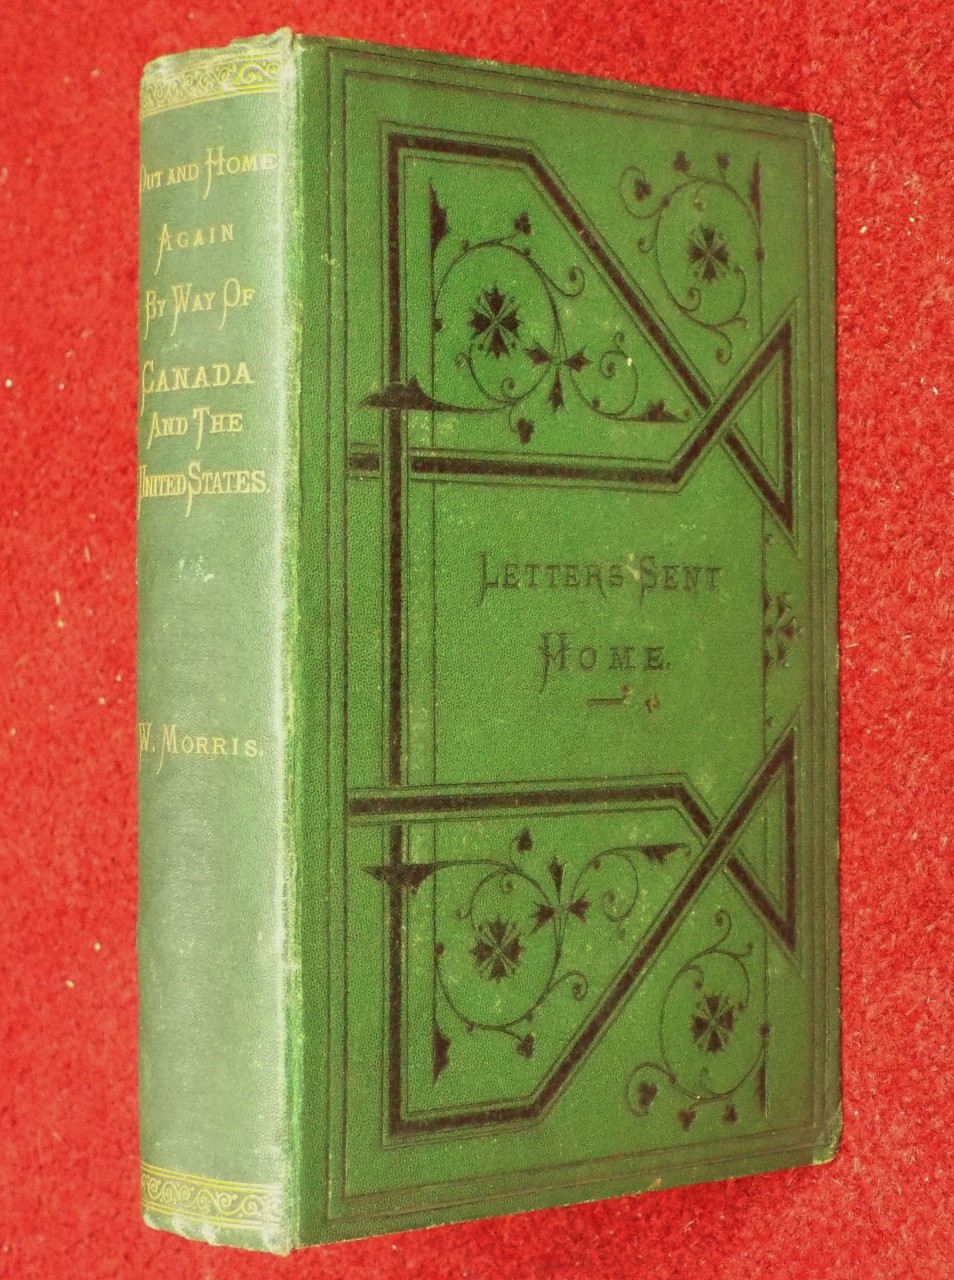 Out and Home
Again
By Way Of
Canada
And The
United States.
W. Morris.
Letters Sent
Home.